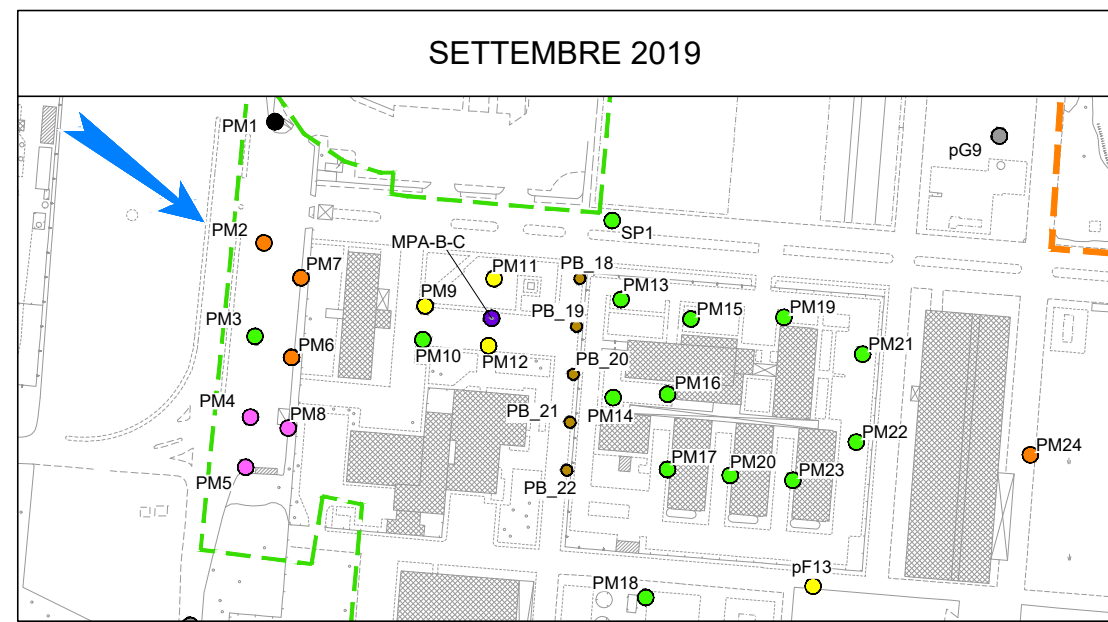 SETTEMBRE 2019
PM1
pG9
PM2
SP1
MPA-B-C
PM11
PB_18
PM7
PM13
PM9
PM15
PM19
PM3
PB_19
PM6
PM10
PM12
PM21
PB_20
PM16
PM4
PM8
PB_21
PM14
PM22
PM24
PM5
PB_22
PM17
PM20
PM23
pF13
PM18